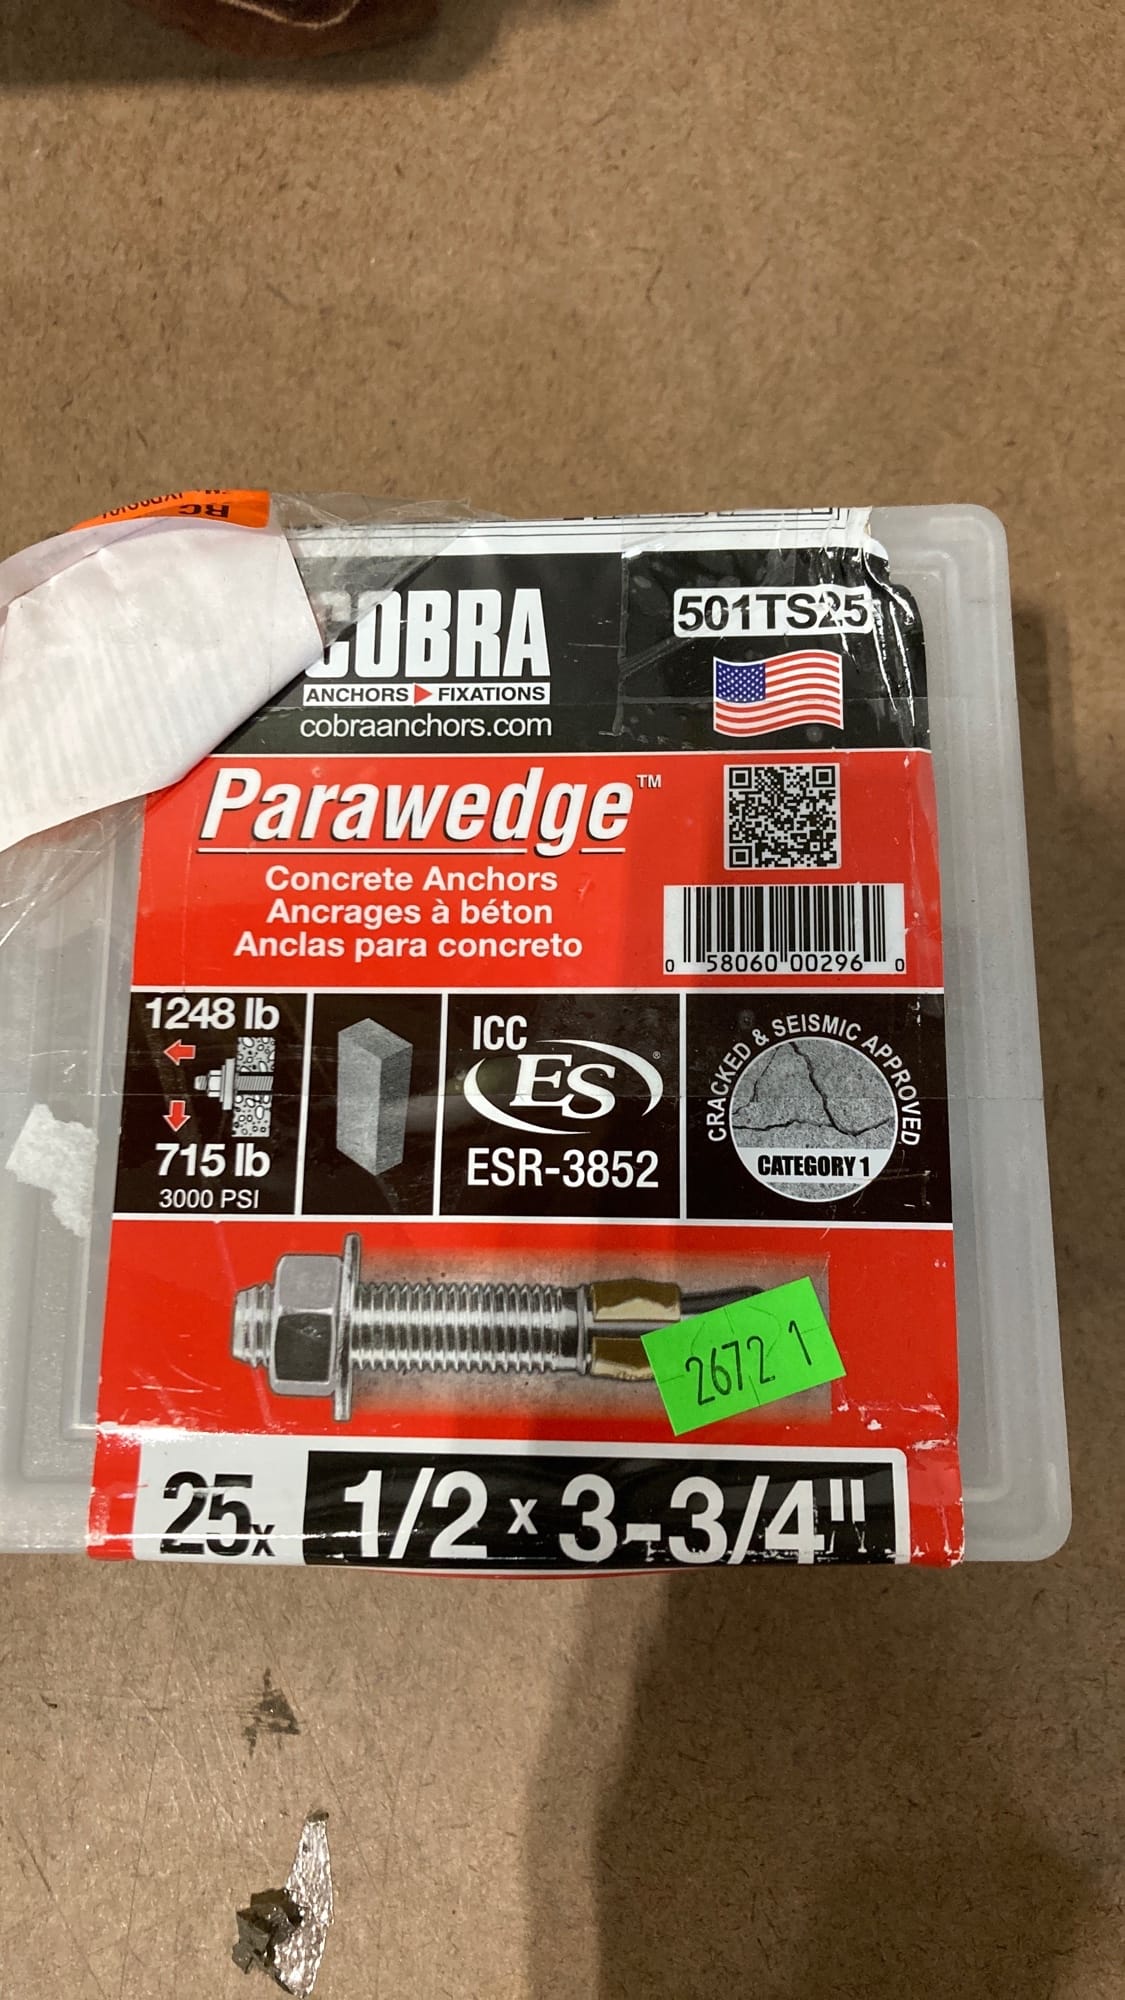 RC
COBRA
501TS25
ANCHORS FIXATIONS
cobraanchors.com
Parawedge™
Concrete Anchors
Ancrages à béton
Anclas para concreto
0 58060 00296 0
1248 lb
715 lb
3000 PSI
ICC
ES®
ESR-3852
CRACKED & SEISMIC APPROVED
CATEGORY 1
2672 1
25x
1/2 x 3-3/4"